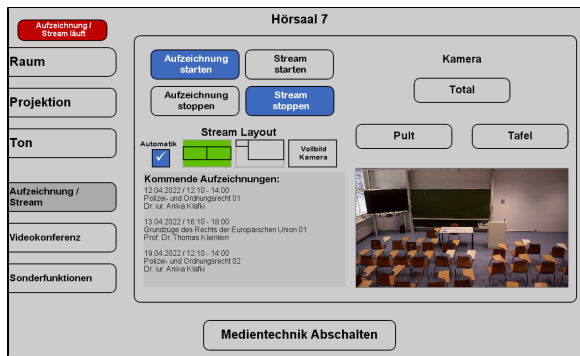 Hörsaal 7
Aufzeichnung /
Stream läuft
Raum
Projektion
Ton
Aufzeichnung /
Stream
Videokonferenz
Sonderfunktionen
Aufzeichnung
starten
Stream
starten
Aufzeichnung
stoppen
Stream
stoppen
Stream Layout
Automatik
Vollbild
Kamera
Kommende Aufzeichnungen:
12.04.2022 / 12:10 - 14:00
Polizei- und Ordnungsrecht 01
Dr. iur. Anika Klafki
13.04.2022 / 16:10 - 18:00
Grundzüge des Rechts der Europäischen Union 01
Prof. Dr. Thomas Kleinlein
19.04.2022 / 12:10 - 14:00
Polizei- und Ordnungsrecht 02
Dr. iur. Anika Klafki
Kamera
Total
Pult
Tafel
Medientechnik Abschalten